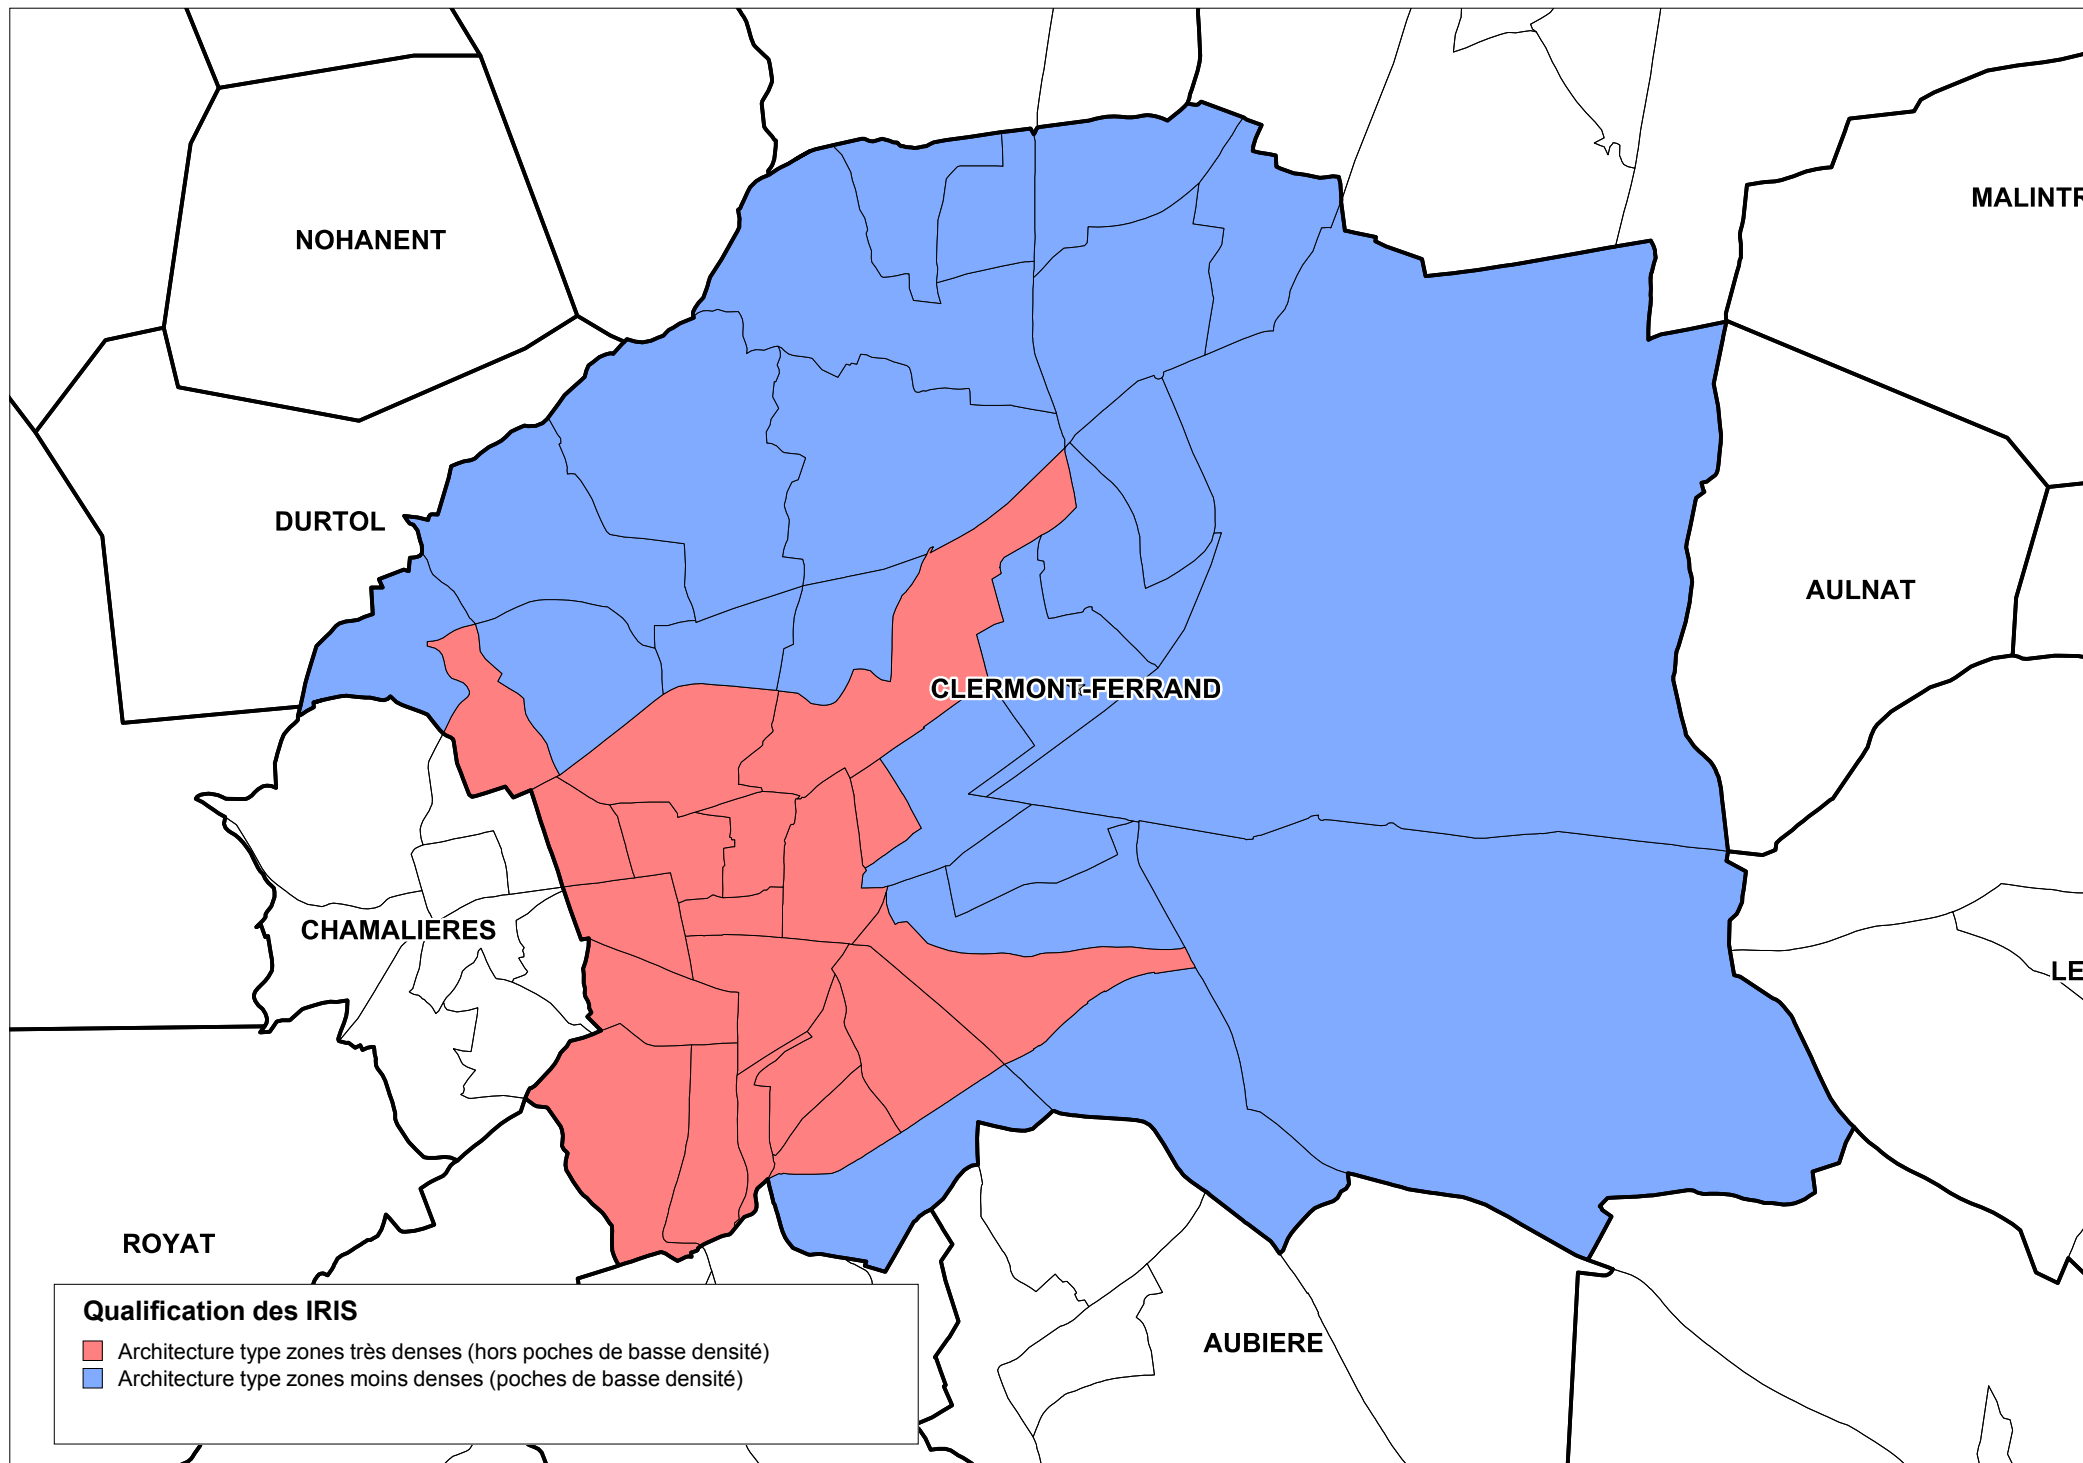 MALINTR
NOHANENT
DURTOL
AULNAT
CLERMONT-FERRAND
CHAMALIERES
LE
ROYAT
Qualification des IRIS
Architecture type zones très denses (hors poches de basse densité)
Architecture type zones moins denses (poches de basse densité)
AUBIERE